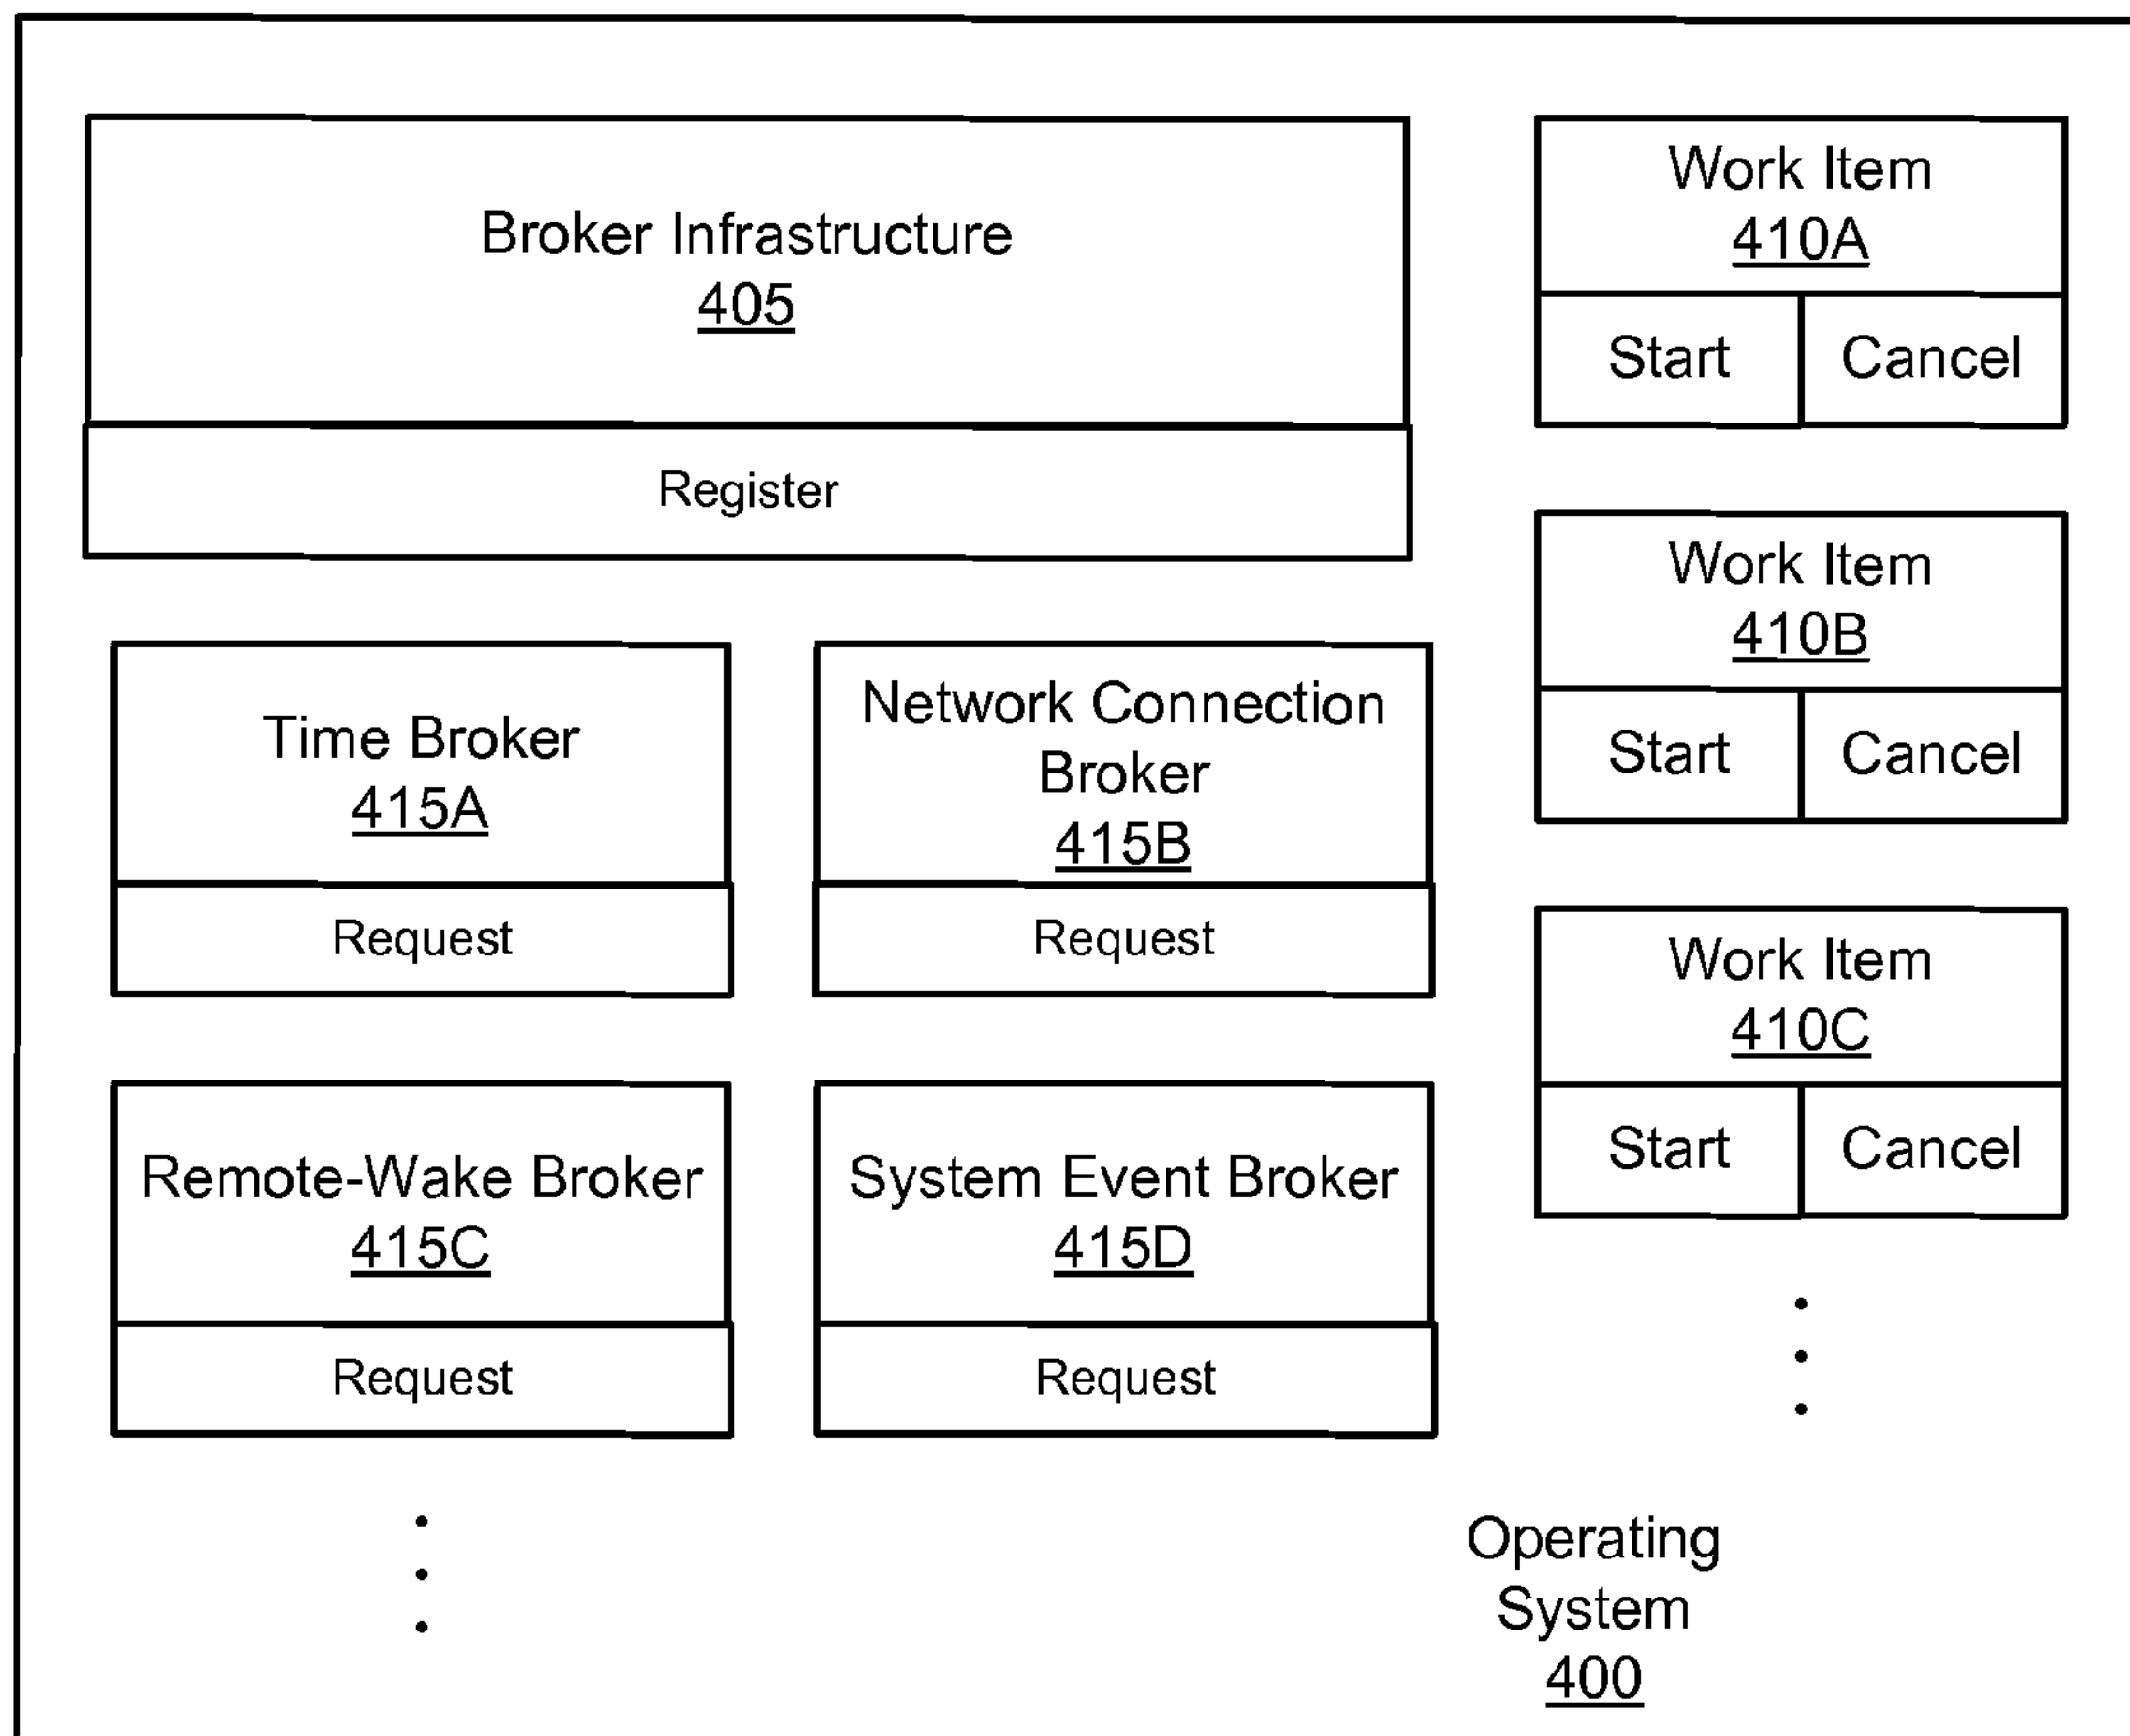 Broker Infrastructure
405
Register
Work Item
410A
Start Cancel
Work Item
410B
Start Cancel
Time Broker
415A
Request
Network Connection
Broker
415B
Request
Work Item
410C
Start Cancel
Remote-Wake Broker
415C
Request
System Event Broker
415D
Request
Operating
System
400